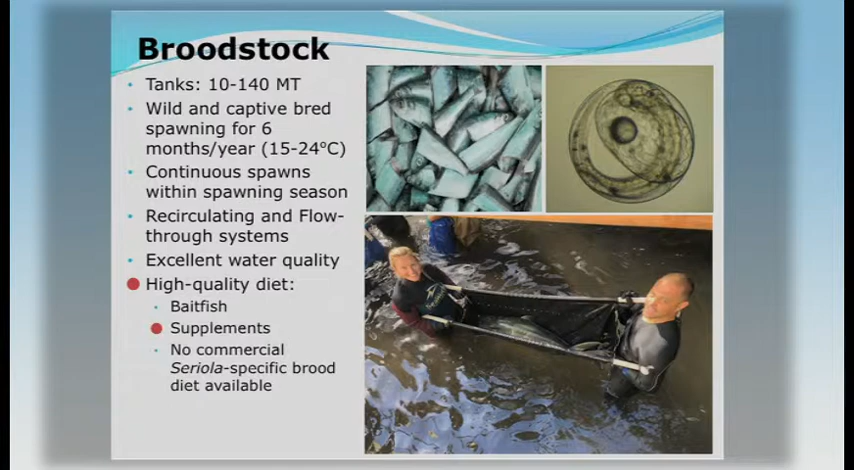 Broodstock
• Tanks: 10-140 MT
• Wild and captive bred
spawning for 6
months/year (15-24°C)
• Continuous spawns
within spawning season
• Recirculating and Flow-
through systems
• Excellent water quality
• High-quality diet:
• Baitfish
• Supplements
• No commercial
Seriola-specific brood
diet available